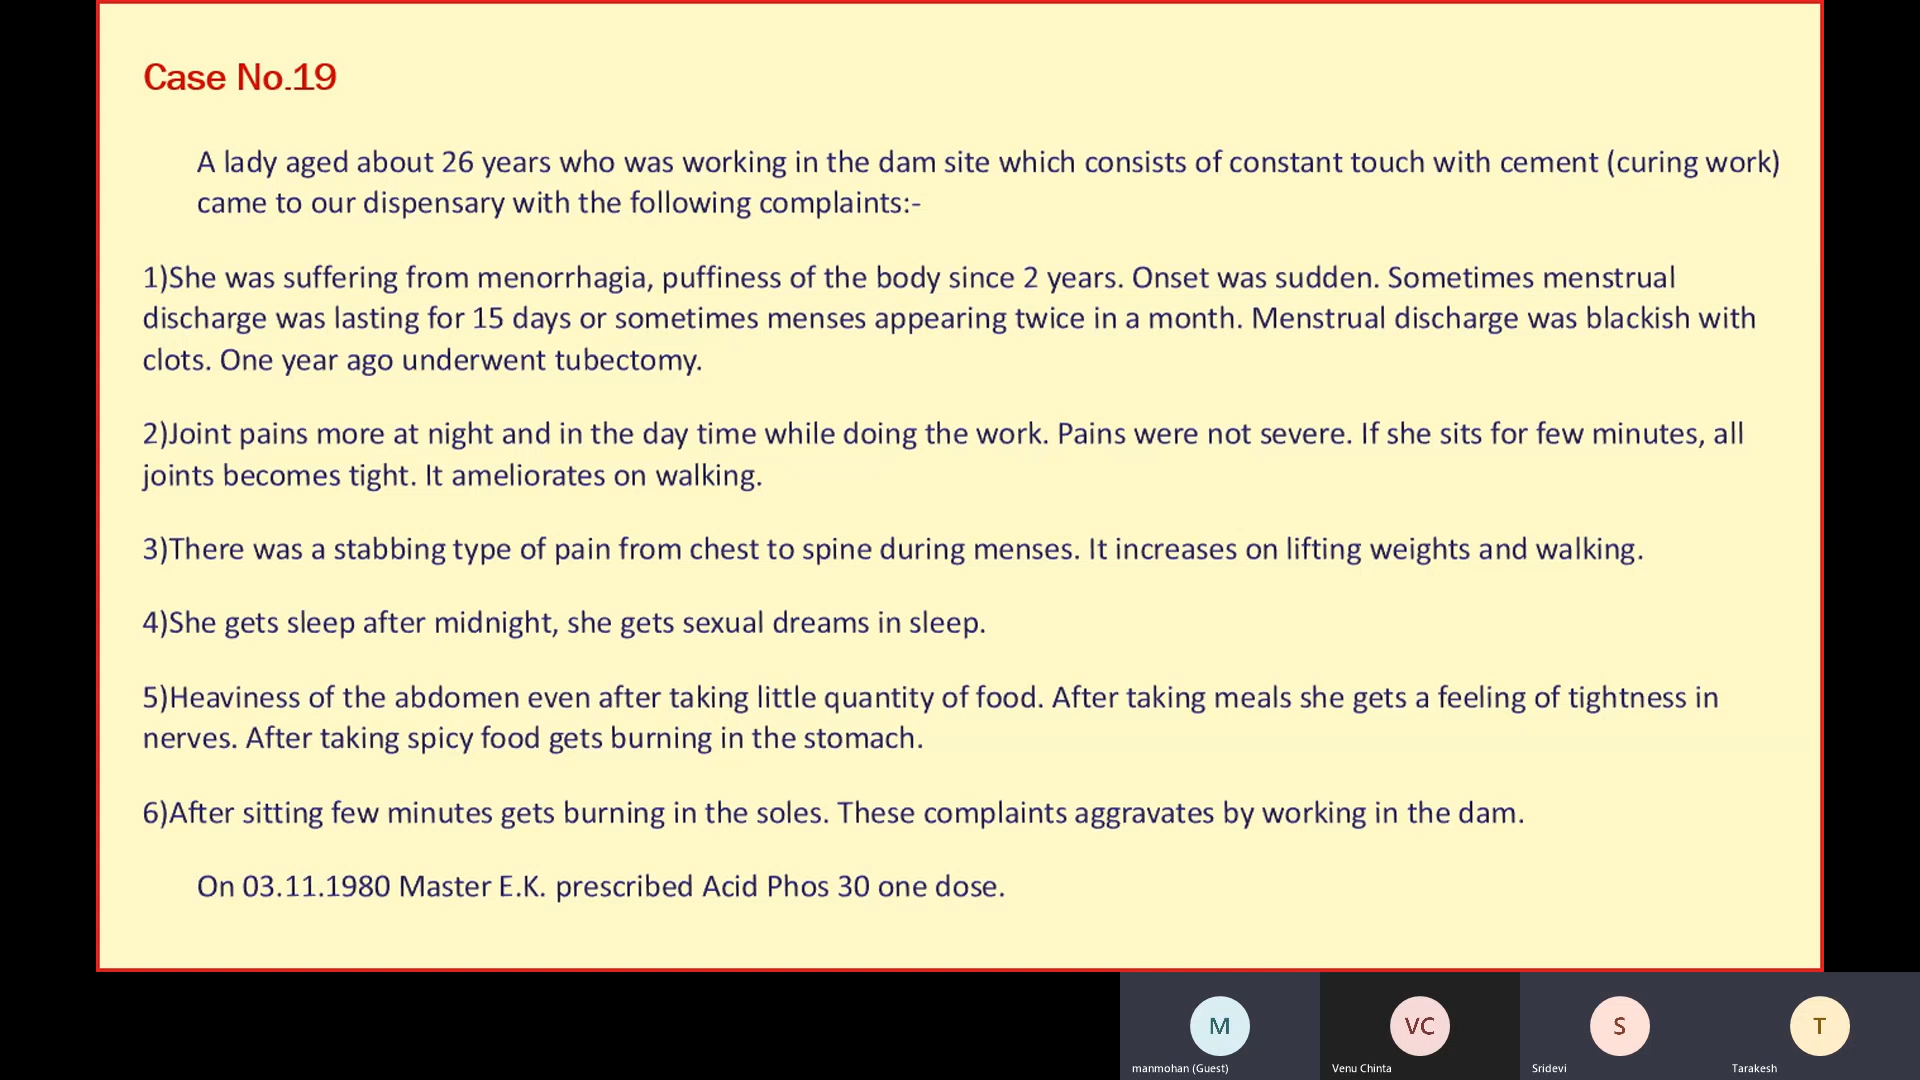 Case No.19
A lady aged about 26 years who was working in the dam site which consists of constant touch with cement (curing work)
came to our dispensary with the following complaints:-
1)She was suffering from menorrhagia, puffiness of the body since 2 years. Onset was sudden. Sometimes menstrual
discharge was lasting for 15 days or sometimes menses appearing twice in a month. Menstrual discharge was blackish with
clots. One year ago underwent tubectomy.
2)Joint pains more at night and in the day time while doing the work. Pains were not severe. If she sits for few minutes, all
joints becomes tight. It ameliorates on walking.
3)There was a stabbing type of pain from chest to spine during menses. It increases on lifting weights and walking.
4)She gets sleep after midnight, she gets sexual dreams in sleep.
5)Heaviness of the abdomen even after taking little quantity of food. After taking meals she gets a feeling of tightness in
nerves. After taking spicy food gets burning in the stomach.
6)After sitting few minutes gets burning in the soles. These complaints aggravates by working in the dam.
On 03.11.1980 Master E.K. prescribed Acid Phos 30 one dose.
M VC S T
manmohan (Guest) Venu Chinta Sridevi Tarakesh